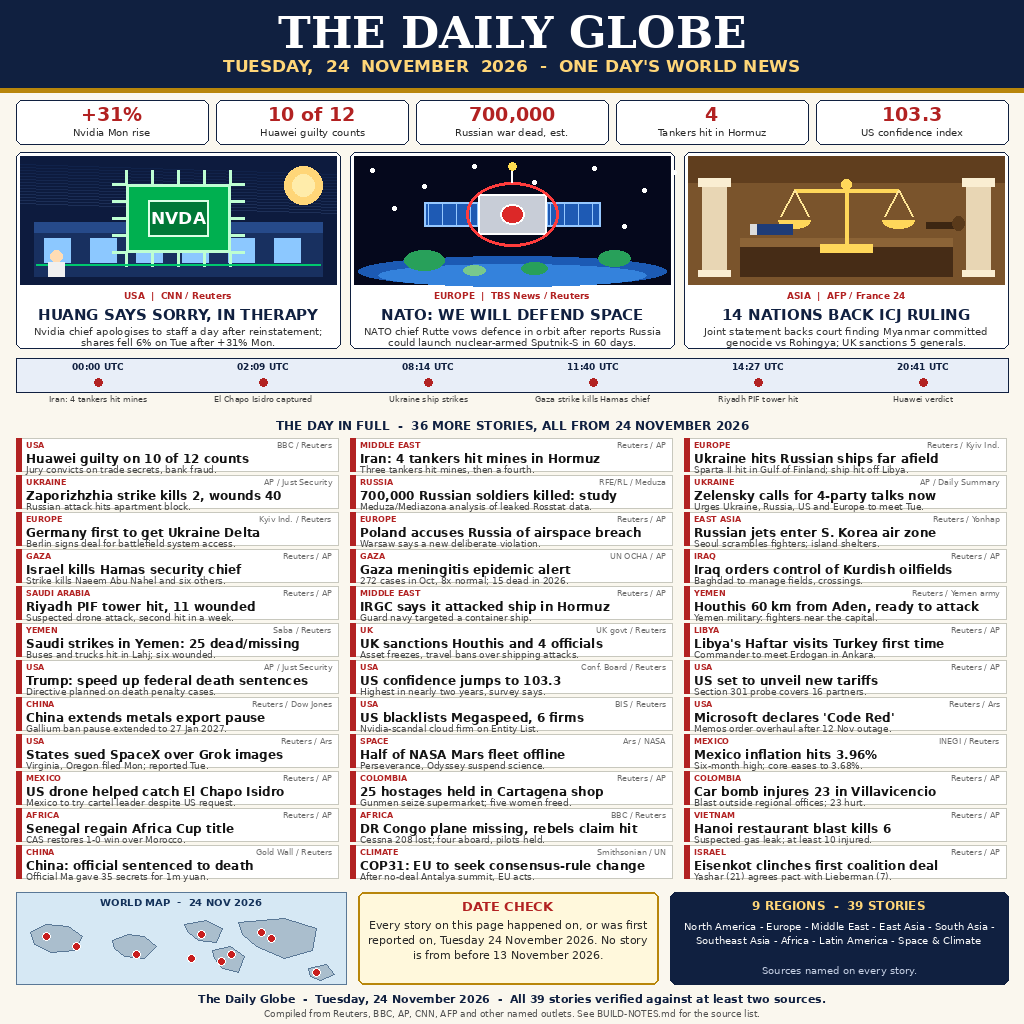 THE DAILY GLOBE
TUESDAY, 24 NOVEMBER 2026 - ONE DAY'S WORLD NEWS
+31%
Nvidia Mon rise
10 of 12
Huawei guilty counts
700,000
Russian war dead, est.
4
Tankers hit in Hormuz
103.3
US confidence index
NVDA
USA | CNN / Reuters
HUANG SAYS SORRY, IN THERAPY
Nvidia chief apologises to staff a day after reinstatement;
shares fell 6% on Tue after +31% Mon.
EUROPE | TBS News / Reuters
NATO: WE WILL DEFEND SPACE
NATO chief Rutte vows defence in orbit after reports Russia
could launch nuclear-armed Sputnik-S in 60 days.
ASIA | AFP / France 24
14 NATIONS BACK ICJ RULING
Joint statement backs court finding Myanmar committed
genocide vs Rohingya; UK sanctions 5 generals.
00:00 UTC
Iran: 4 tankers hit mines
02:09 UTC
El Chapo Isidro captured
08:14 UTC
Ukraine ship strikes
11:40 UTC
Gaza strike kills Hamas chief
14:27 UTC
Riyadh PIF tower hit
20:41 UTC
Huawei verdict
THE DAY IN FULL - 36 MORE STORIES, ALL FROM 24 NOVEMBER 2026
USA BBC / Reuters
Huawei guilty on 10 of 12 counts
Jury convicts on trade secrets, bank fraud.
MIDDLE EAST Reuters / AP
Iran: 4 tankers hit mines in Hormuz
Three tankers hit mines, then a fourth.
EUROPE Reuters / Kyiv Ind.
Ukraine hits Russian ships far afield
Sparta II hit in Gulf of Finland; ship hit off Libya.
UKRAINE AP / Just Security
Zaporizhzhia strike kills 2, wounds 40
Russian attack hits apartment block.
RUSSIA RFE/RL / Meduza
700,000 Russian soldiers killed: study
Meduza/Mediazona analysis of leaked Rosstat data.
UKRAINE AP / Daily Summary
Zelensky calls for 4-party talks now
Urges Ukraine, Russia, US and Europe to meet Tue.
EUROPE Kyiv Ind. / Reuters
Germany first to get Ukraine Delta
Berlin signs deal for battlefield system access.
EUROPE Reuters / AP
Poland accuses Russia of airspace breach
Warsaw says a new deliberate violation.
EAST ASIA Reuters / Yonhap
Russian jets enter S. Korea air zone
Seoul scrambles fighters; island shelters.
GAZA Reuters / AP
Israel kills Hamas security chief
Strike kills Naeem Abu Nahel and six others.
GAZA UN OCHA / AP
Gaza meningitis epidemic alert
272 cases in Oct, 8x normal; 15 dead in 2026.
IRAQ Reuters / AP
Iraq orders control of Kurdish oilfields
Baghdad to manage fields, crossings.
SAUDI ARABIA Reuters / AP
Riyadh PIF tower hit, 11 wounded
Suspected drone attack, second hit in a week.
MIDDLE EAST Reuters / AP
IRGC says it attacked ship in Hormuz
Guard navy targeted a container ship.
YEMEN Reuters / Yemen army
Houthis 60 km from Aden, ready to attack
Yemen military: fighters near the capital.
YEMEN Saba / Reuters
Saudi strikes in Yemen: 25 dead/missing
Buses and trucks hit in Lahj; six wounded.
UK UK govt / Reuters
UK sanctions Houthis and 4 officials
Asset freezes, travel bans over shipping attacks.
LIBYA Reuters / AP
Libya's Haftar visits Turkey first time
Commander to meet Erdogan in Ankara.
USA AP / Just Security
Trump: speed up federal death sentences
Directive planned on death penalty cases.
USA Conf. Board / Reuters
US confidence jumps to 103.3
Highest in nearly two years, survey says.
USA Reuters / AP
US set to unveil new tariffs
Section 301 probe covers 16 partners.
CHINA Reuters / Dow Jones
China extends metals export pause
Gallium ban pause extended to 27 Jan 2027.
USA BIS / Reuters
US blacklists Megaspeed, 6 firms
Nvidia-scandal cloud firm on Entity List.
USA Reuters / Ars
Microsoft declares 'Code Red'
Memos order overhaul after 12 Nov outage.
USA Reuters / Ars
States sued SpaceX over Grok images
Virginia, Oregon filed Mon; reported Tue.
SPACE Ars / NASA
Half of NASA Mars fleet offline
Perseverance, Odyssey suspend science.
MEXICO INEGI / Reuters
Mexico inflation hits 3.96%
Six-month high; core eases to 3.68%.
MEXICO Reuters / AP
US drone helped catch El Chapo Isidro
Mexico to try cartel leader despite US request.
COLOMBIA Reuters / AP
25 hostages held in Cartagena shop
Gunmen seize supermarket; five women freed.
COLOMBIA Reuters / AP
Car bomb injures 23 in Villavicencio
Blast outside regional offices; 23 hurt.
AFRICA Reuters / AP
Senegal regain Africa Cup title
CAS restores 1-0 win over Morocco.
AFRICA BBC / Reuters
DR Congo plane missing, rebels claim hit
Cessna 208 lost; four aboard, pilots held.
VIETNAM Reuters / AP
Hanoi restaurant blast kills 6
Suspected gas leak; at least 10 injured.
CHINA Gold Wall / Reuters
China: official sentenced to death
Official Ma gave 35 secrets for 1m yuan.
CLIMATE Smithsonian / UN
COP31: EU to seek consensus-rule change
After no-deal Antalya summit, EU acts.
ISRAEL Reuters / AP
Eisenkot clinches first coalition deal
Yashar (21) agrees pact with Lieberman (7).
WORLD MAP - 24 NOV 2026
DATE CHECK
Every story on this page happened on, or was first
reported on, Tuesday 24 November 2026. No story
is from before 13 November 2026.
9 REGIONS - 39 STORIES
North America - Europe - Middle East - East Asia - South Asia -
Southeast Asia - Africa - Latin America - Space & Climate
Sources named on every story.
The Daily Globe - Tuesday, 24 November 2026 - All 39 stories verified against at least two sources.
Compiled from Reuters, BBC, AP, CNN, AFP and other named outlets. See BUILD-NOTES.md for the source list.